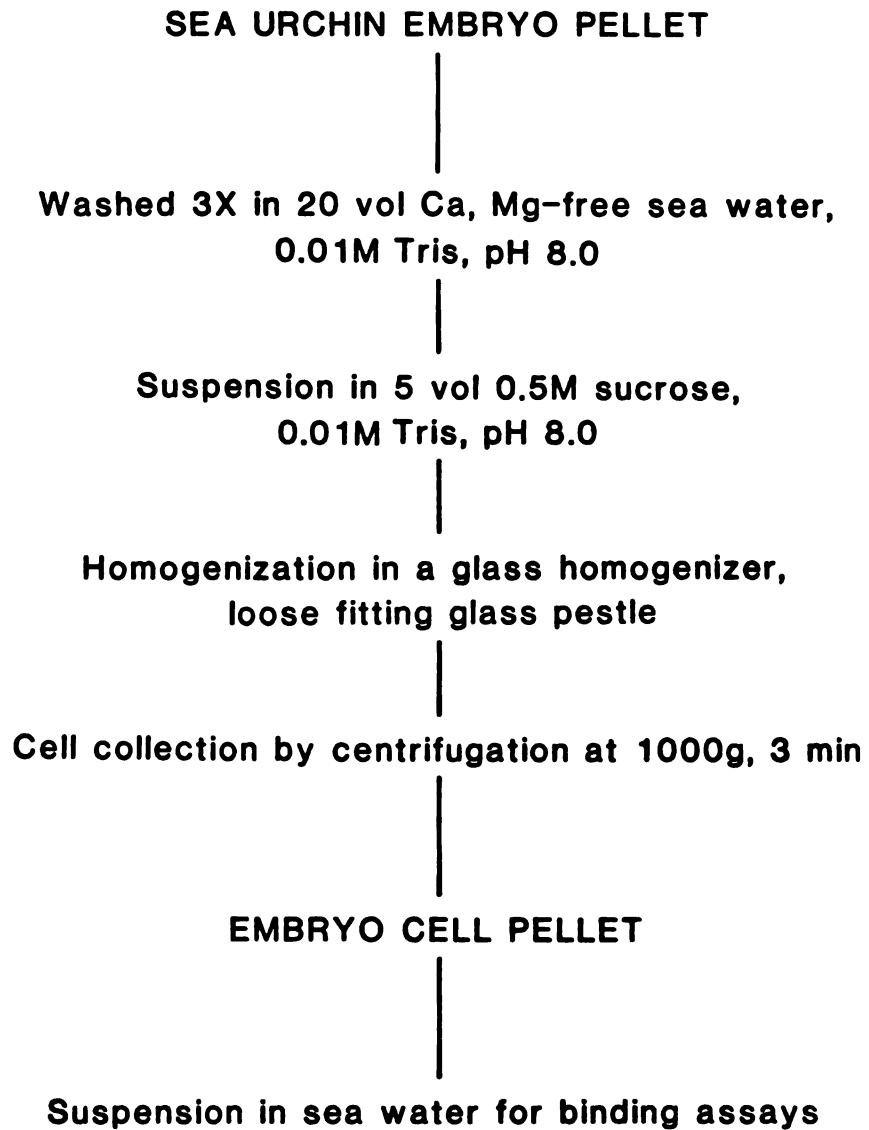 SEA URCHIN EMBRYO PELLET
Washed 3X in 20 vol Ca, Mg-free sea water,
0.01M Tris, pH 8.0
Suspension in 5 vol 0.5M sucrose,
0.01M Tris, pH 8.0
Homogenization in a glass homogenizer,
loose fitting glass pestle
Cell collection by centrifugation at 1000g, 3 min
EMBRYO CELL PELLET
Suspension in sea water for binding assays